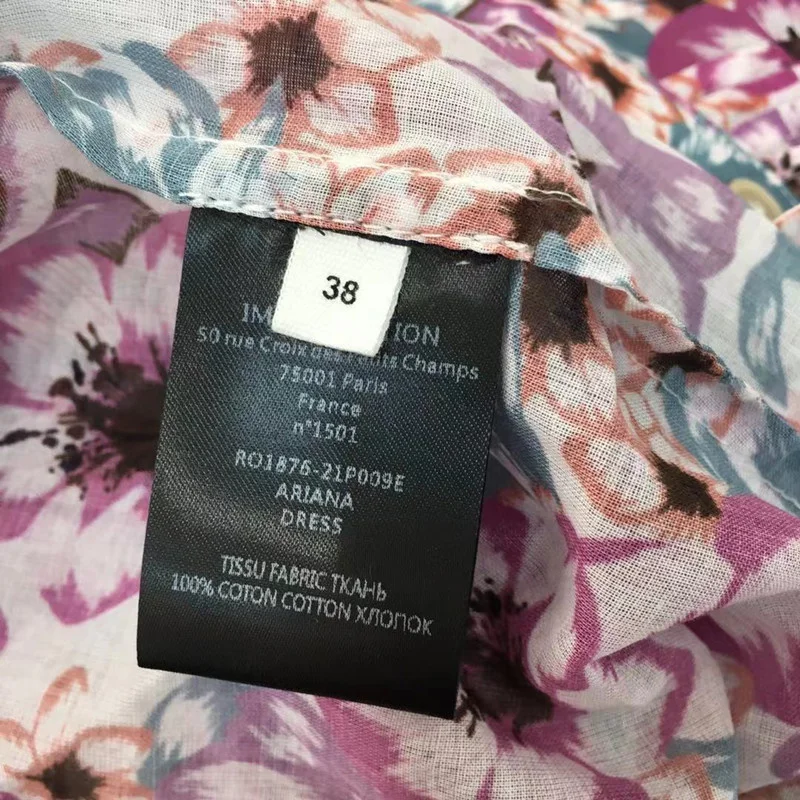 38
50 rue Croix des Petits Champs
75001 Paris
France
n°1501
RO1876-21P009E
ARIANA
DRESS
TISSU FABRIC ТКАНЬ
100% COTON COTTON ХЛОПОК